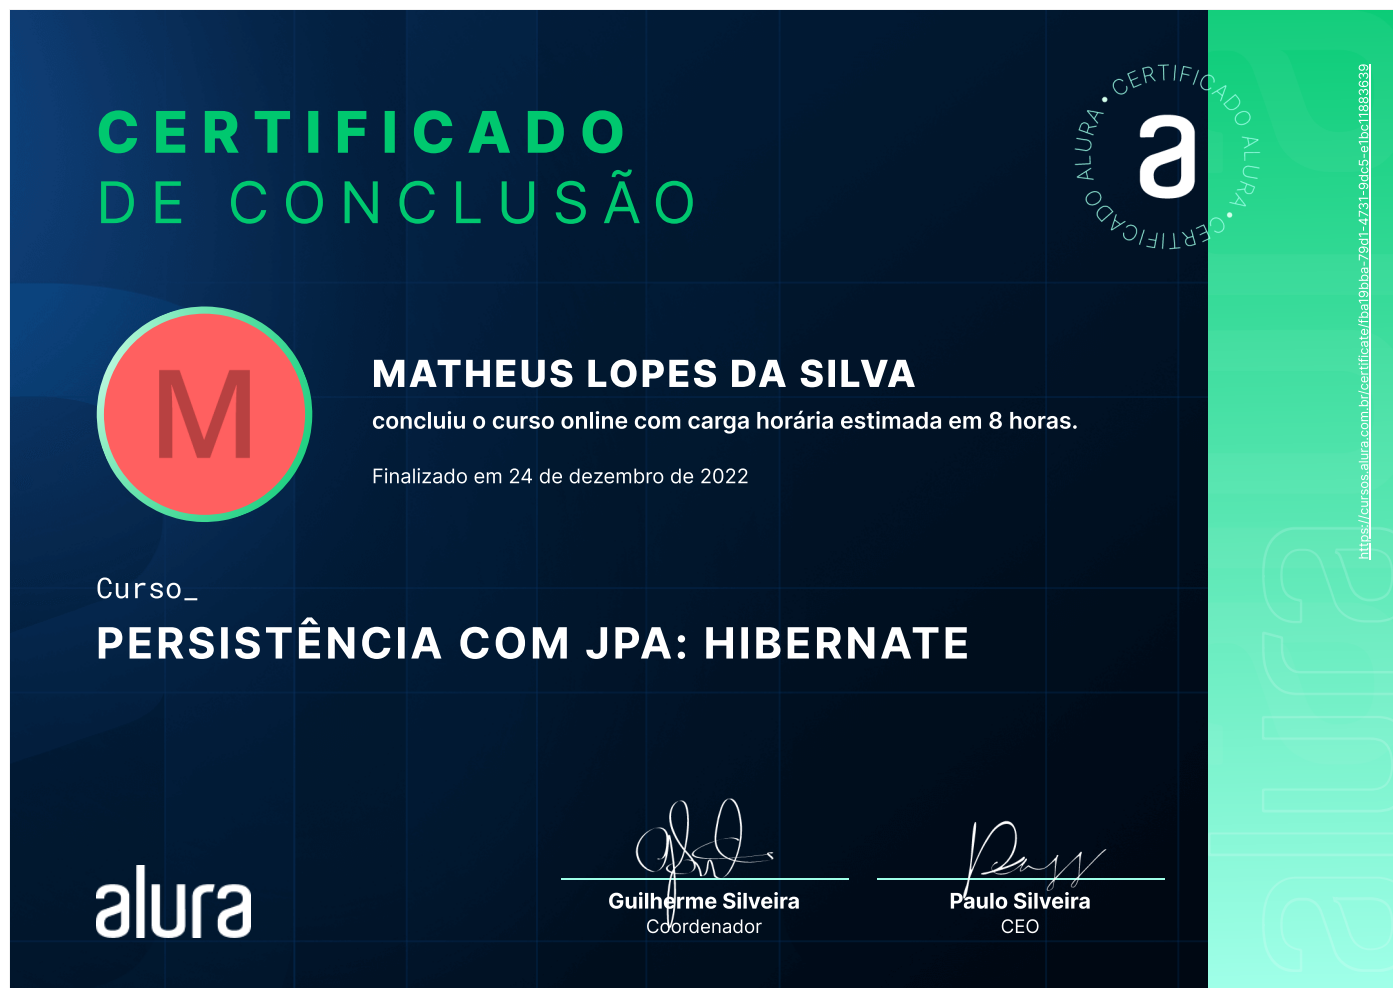 CERTIFICADO
DE CONCLUSÃO
CERTIFICADO ALURA • CERTIFICADO ALURA •
a
https://cursos.alura.com.br/certificate/fba19bba-79d1-4731-9dc5-e1bc11883639
M
MATHEUS LOPES DA SILVA
concluiu o curso online com carga horária estimada em 8 horas.
Finalizado em 24 de dezembro de 2022
Curso_
PERSISTÊNCIA COM JPA: HIBERNATE
alura
Guilherme Silveira
Coordenador
Paulo Silveira
CEO
alura